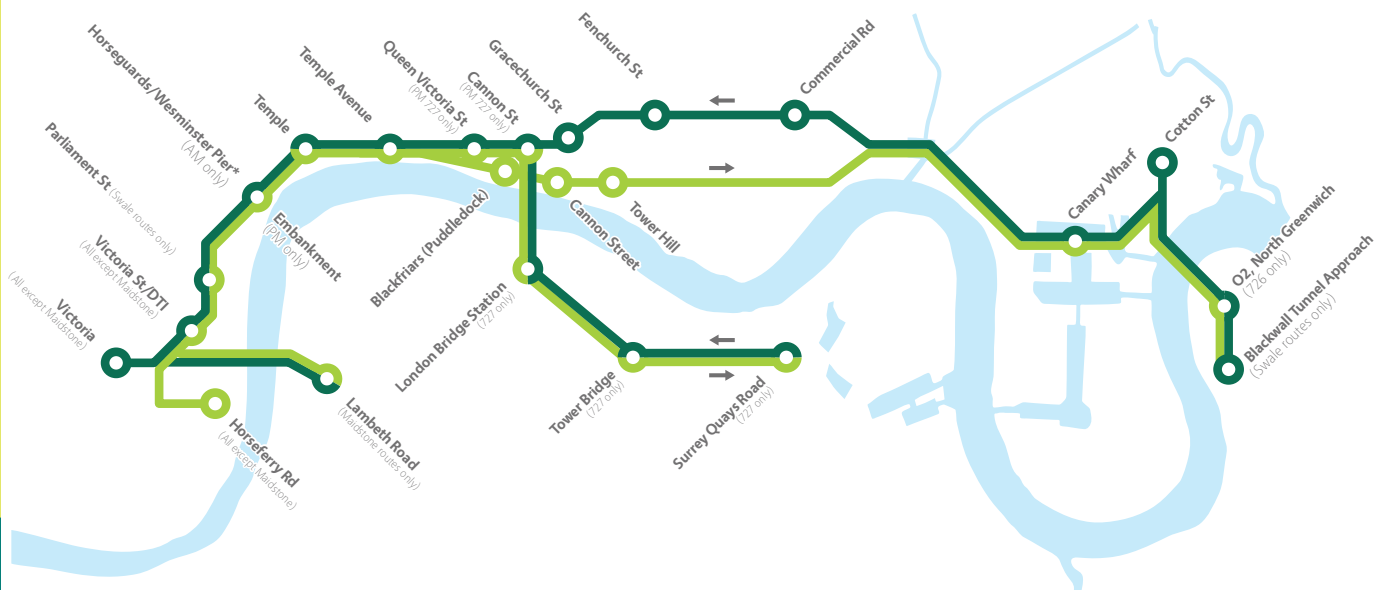 Fenchurch St
Commercial Rd
Gracechurch St
Cannon St
(PM 727 only)
Queen Victoria St
(PM 727 only)
Temple Avenue
Temple
Horseguards/Wesminster Pier*
(AM only)
Parliament St (Swale routes only)
Victoria St/DTI
(All except Maidstone)
Victoria
(All except Maidstone)
Embankment
(PM only)
Blackfriars (Puddledock)
Cannon Street
Tower Hill
London Bridge Station
(727 only)
Tower Bridge
(727 only)
Surrey Quays Road
(727 only)
Lambeth Road
(Maidstone routes only)
Horseferry Rd
(All except Maidstone)
Canary Wharf
Cotton St
O2, North Greenwich
(726 only)
Blackwall Tunnel Approach
(Swale routes only)